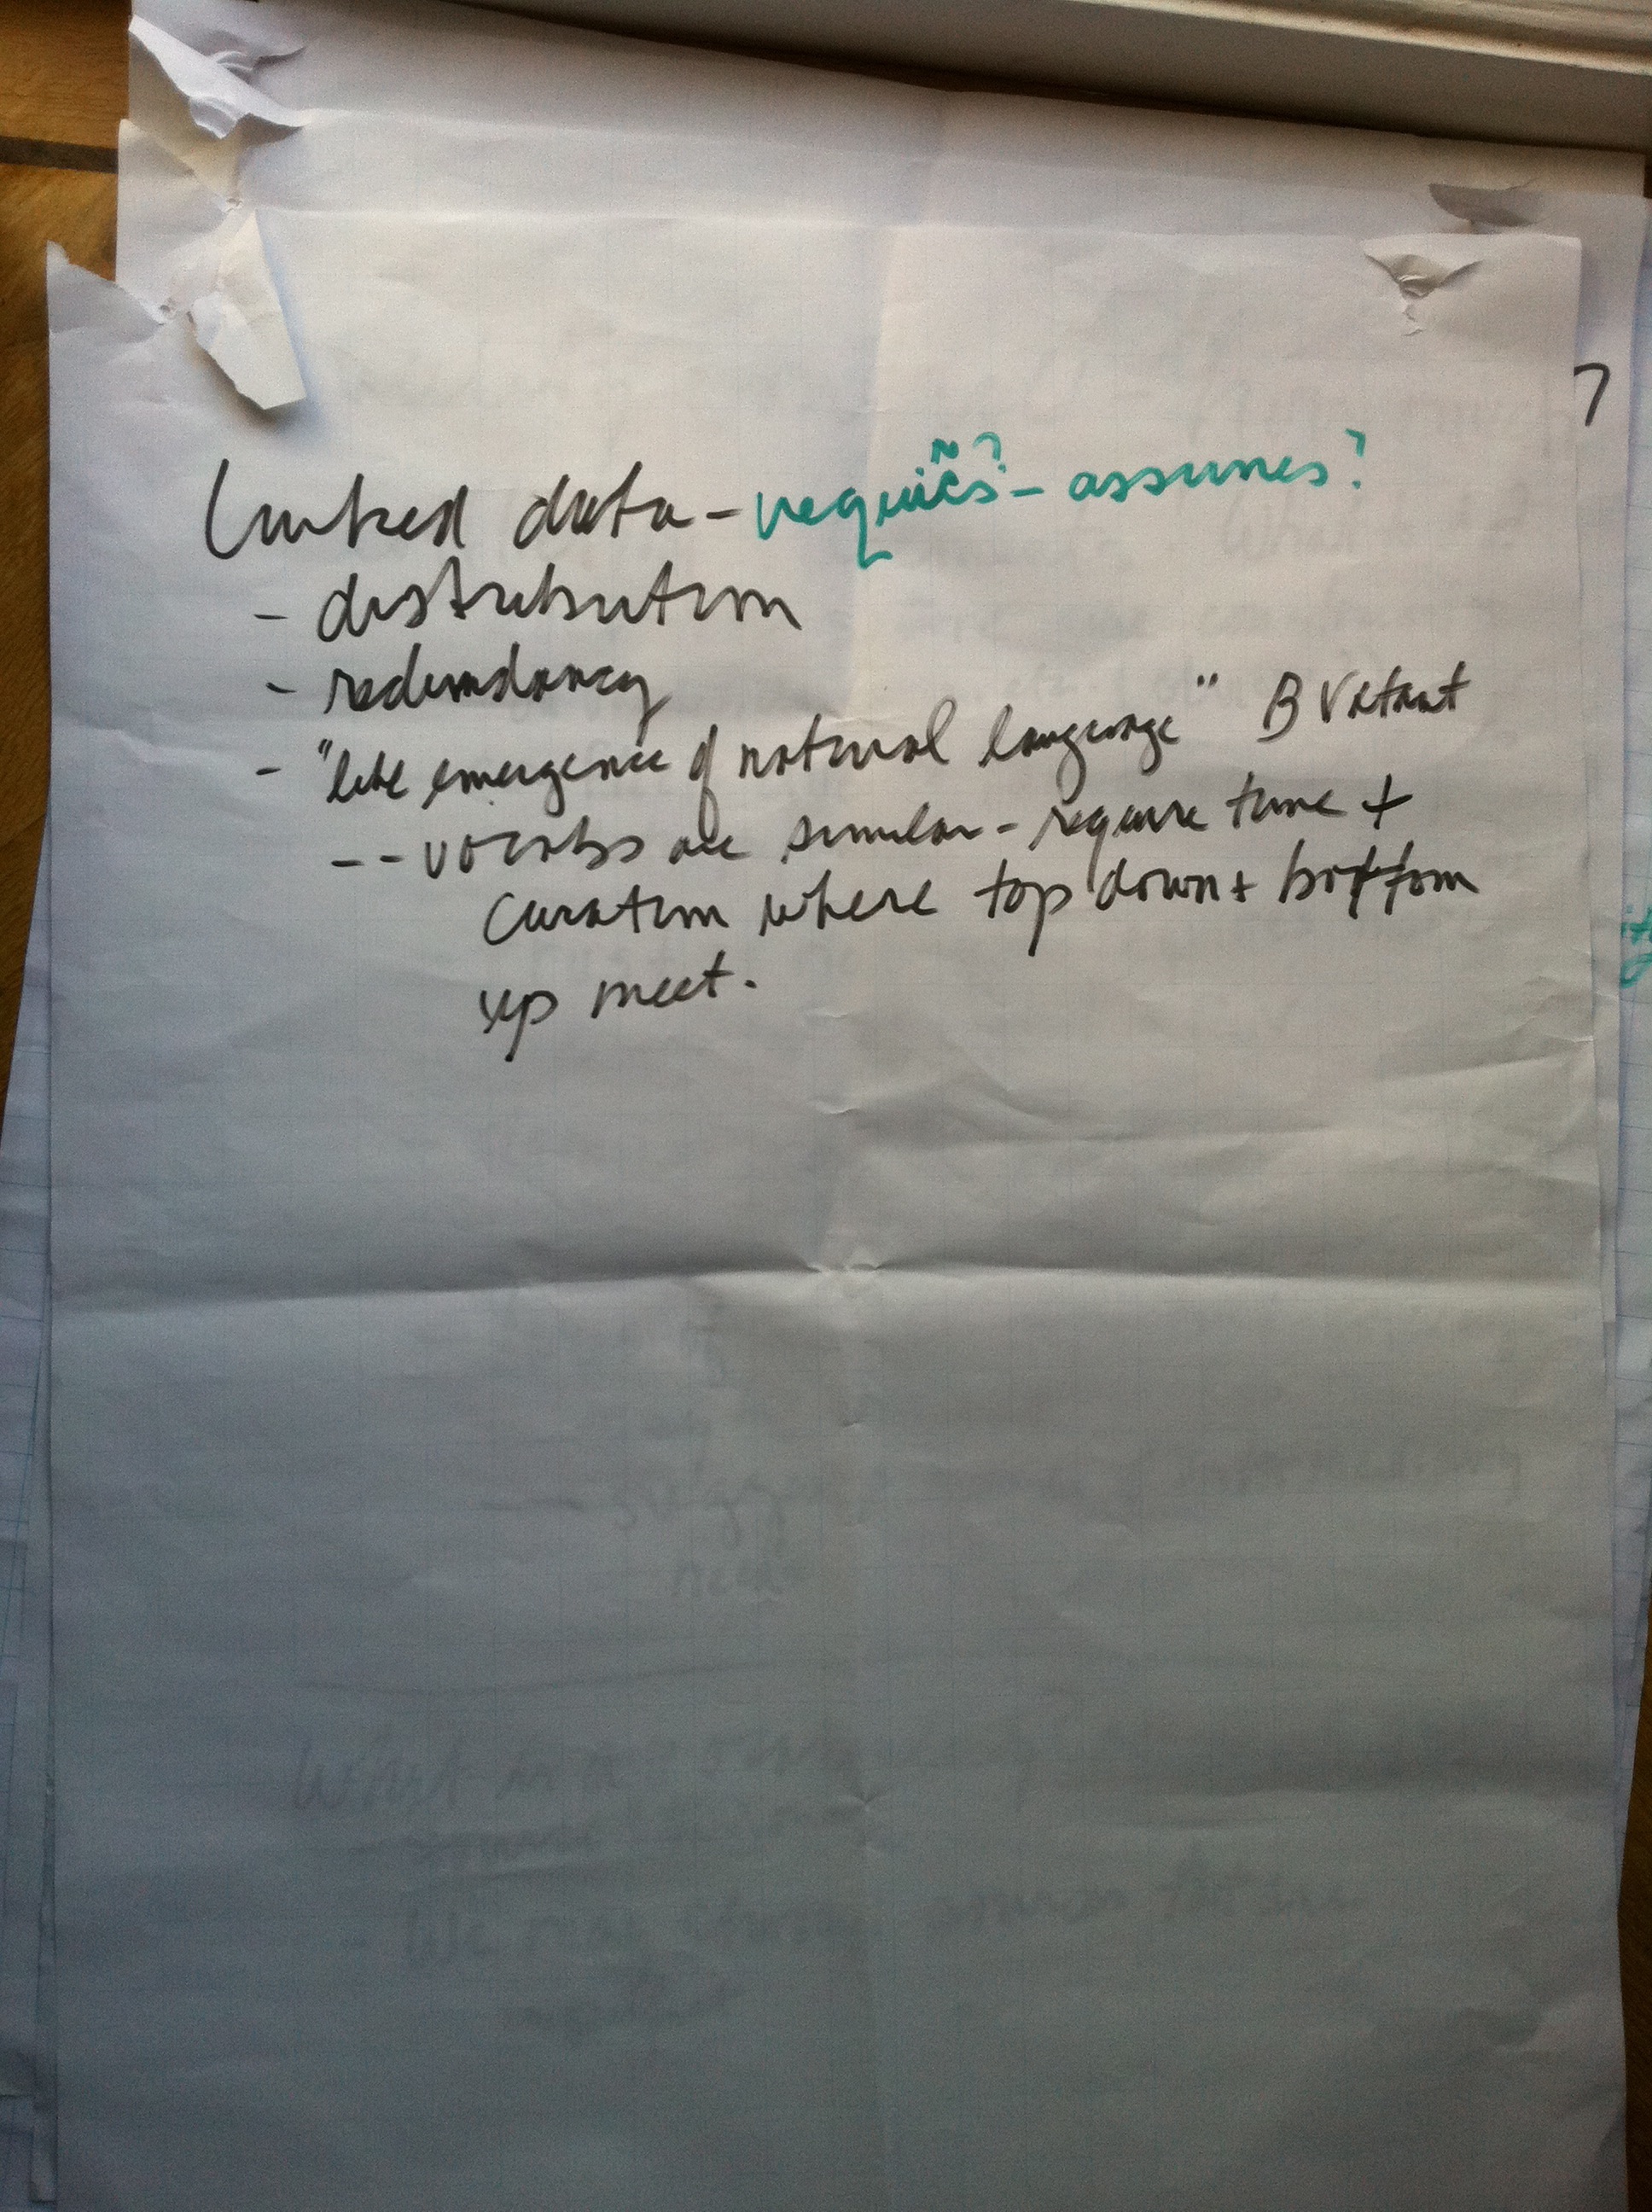 Linked data - requires? - assumes?
- distribution
- redundancy
- "like emergence of natural language" B Vatant
-- vocabs are similar - require time +
curation where top down + bottom
up meet.